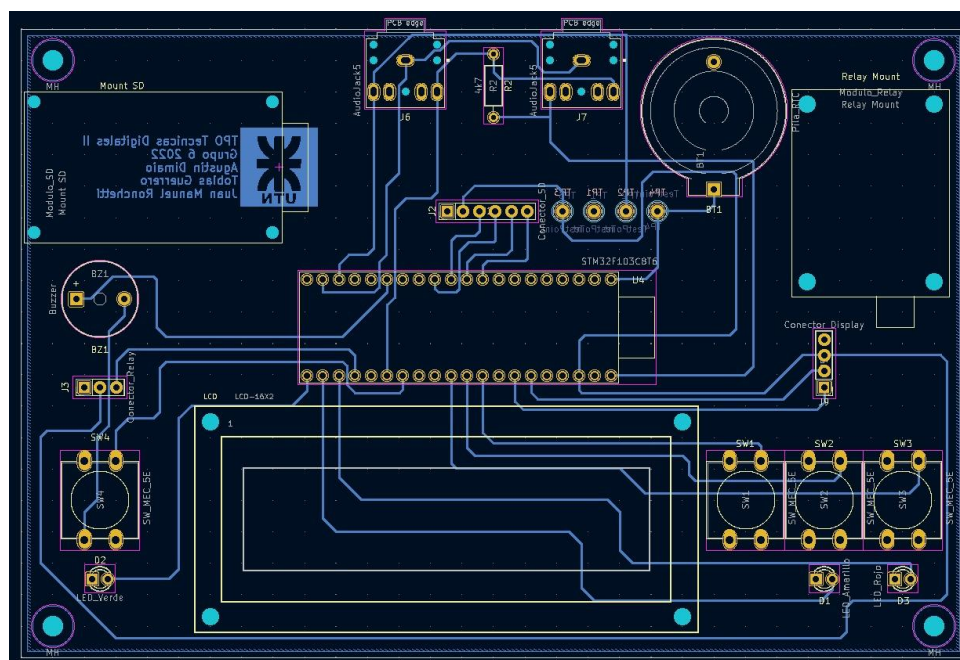 PCB edge
PCB edge
MH
MH
Mount SD
AudioJack5
J6
4k7
R2
R2
AudioJack5
J7
Pila_RTC
BT1
BT1
Relay Mount
Modulo_Relay
Relay Mount
TPO Tecnicas Digitales II
Grupo 6 2022
Agustin Dimaio
Tobias Guerrero
Juan Manuel Ronchetti
UTN
Modulo_SD
Mount SD
J2
Conector_SD
TP3
TP1
TP2
TP4
STM32F103C8T6
U4
BZ1
Buzzer
+
BZ1
Conector Display
J3
Conector_Relay
LCD
LCD-16X2
1
SW4
SW4
SW_MEC_5E
SW1
SW2
SW3
SW1
SW_MEC_5E
SW2
SW_MEC_5E
SW3
SW_MEC_5E
D2
LED_Verde
D1
LED_Amarillo
LED_Rojo
D3
MH
MH